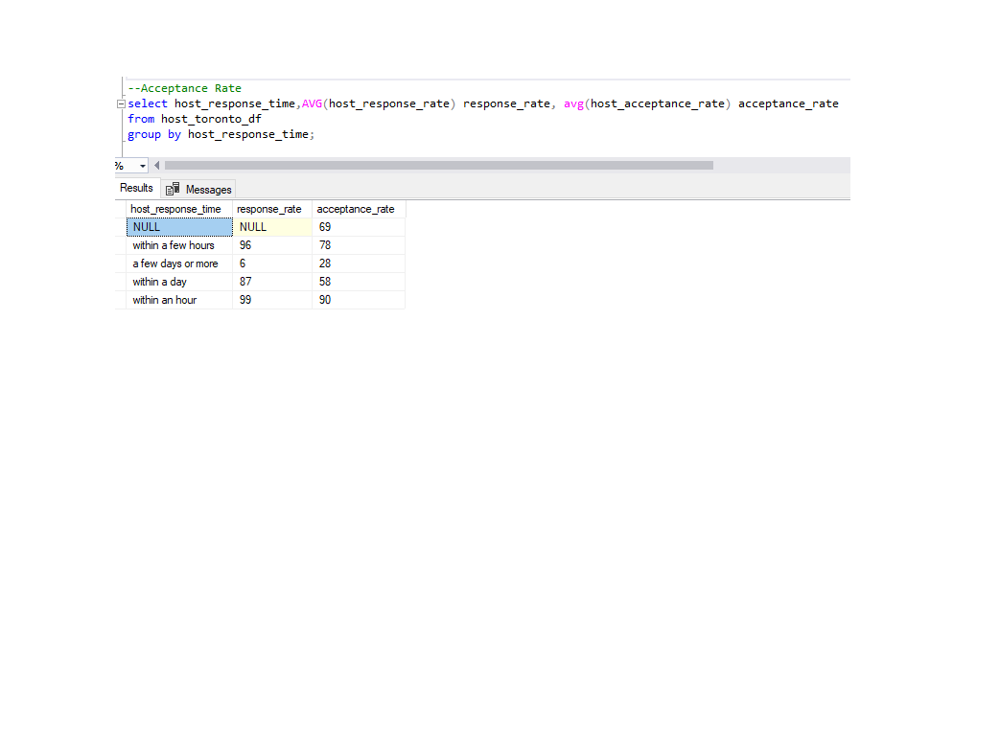 --Acceptance Rate
select host_response_time,AVG(host_response_rate) response_rate, avg(host_acceptance_rate) acceptance_rate
from host_toronto_df
group by host_response_time;
%
Results Messages
host_response_time response_rate acceptance_rate
NULL NULL 69
within a few hours 96 78
a few days or more 6 28
within a day 87 58
within an hour 99 90